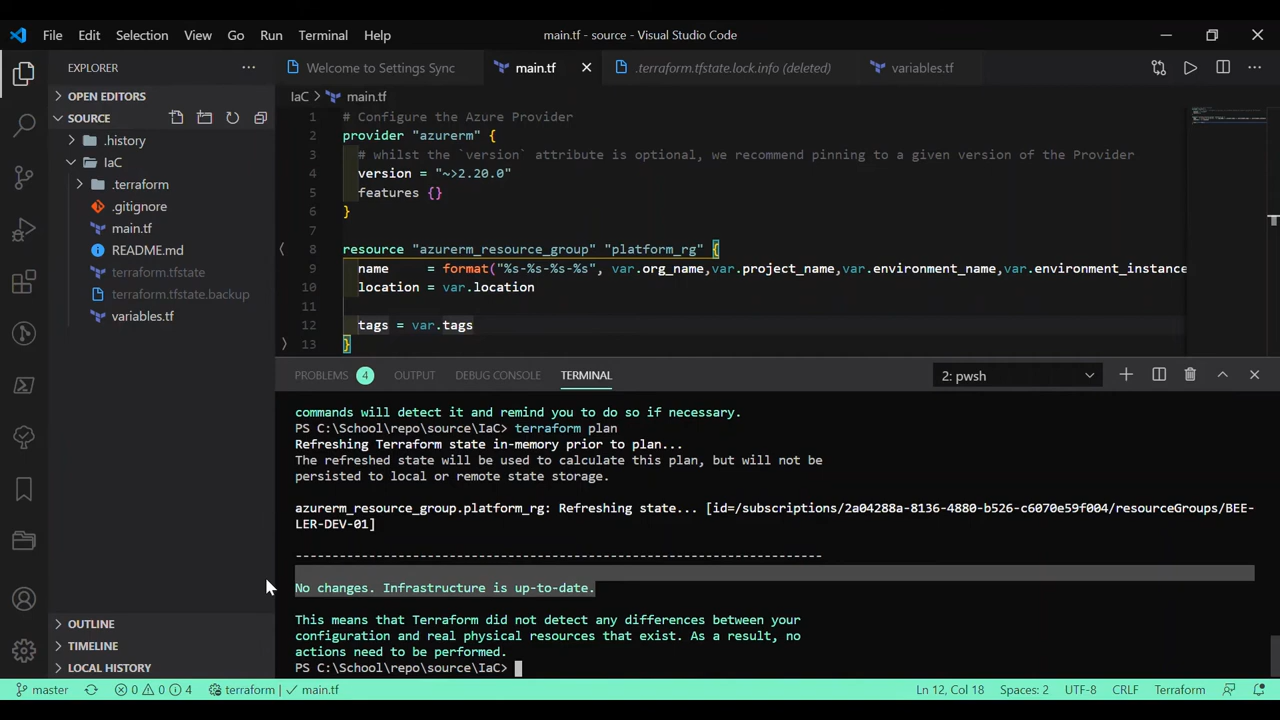 File Edit Selection View Go Run Terminal Help main.tf - source - Visual Studio Code
EXPLORER
OPEN EDITORS
SOURCE
.history
IaC
.terraform
.gitignore
main.tf
README.md
terraform.tfstate
terraform.tfstate.backup
variables.tf
OUTLINE
TIMELINE
LOCAL HISTORY
Welcome to Settings Sync main.tf .terraform.tfstate.lock.info (deleted) variables.tf
IaC > main.tf
1 # Configure the Azure Provider
2 provider "azurerm" {
3 # whilst the `version` attribute is optional, we recommend pinning to a given version of the Provider
4 version = "~>2.20.0"
5 features {}
6 }
7
8 resource "azurerm_resource_group" "platform_rg" {
9 name = format("%s-%s-%s-%s", var.org_name,var.project_name,var.environment_name,var.environment_instance
10 location = var.location
11
12 tags = var.tags
13 }
PROBLEMS 4 OUTPUT DEBUG CONSOLE TERMINAL 2: pwsh
commands will detect it and remind you to do so if necessary.
PS C:\School\repo\source\IaC> terraform plan
Refreshing Terraform state in-memory prior to plan...
The refreshed state will be used to calculate this plan, but will not be
persisted to local or remote state storage.
azurerm_resource_group.platform_rg: Refreshing state... [id=/subscriptions/2a04288a-8136-4880-b526-c6070e59f004/resourceGroups/BEE-
LER-DEV-01]
------------------------------------------------------------------------
No changes. Infrastructure is up-to-date.
This means that Terraform did not detect any differences between your
configuration and real physical resources that exist. As a result, no
actions need to be performed.
PS C:\School\repo\source\IaC>
master 0 0 4 terraform main.tf Ln 12, Col 18 Spaces: 2 UTF-8 CRLF Terraform